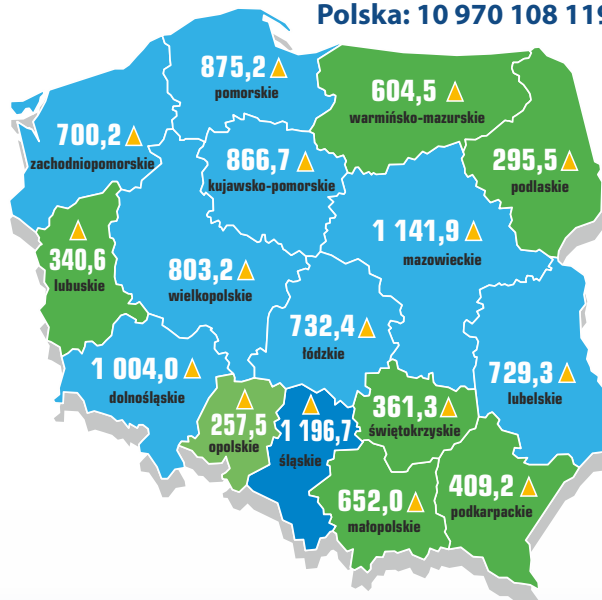 Polska: 10 970 108 119
875,2
pomorskie
604,5
warmińsko-mazurskie
700,2
zachodniopomorskie
866,7
kujawsko-pomorskie
295,5
podlaskie
340,6
lubuskie
803,2
wielkopolskie
1 141,9
mazowieckie
732,4
łódzkie
1 004,0
dolnośląskie
729,3
lubelskie
257,5
opolskie
1 196,7
śląskie
361,3
świętokrzyskie
652,0
małopolskie
409,2
podkarpackie